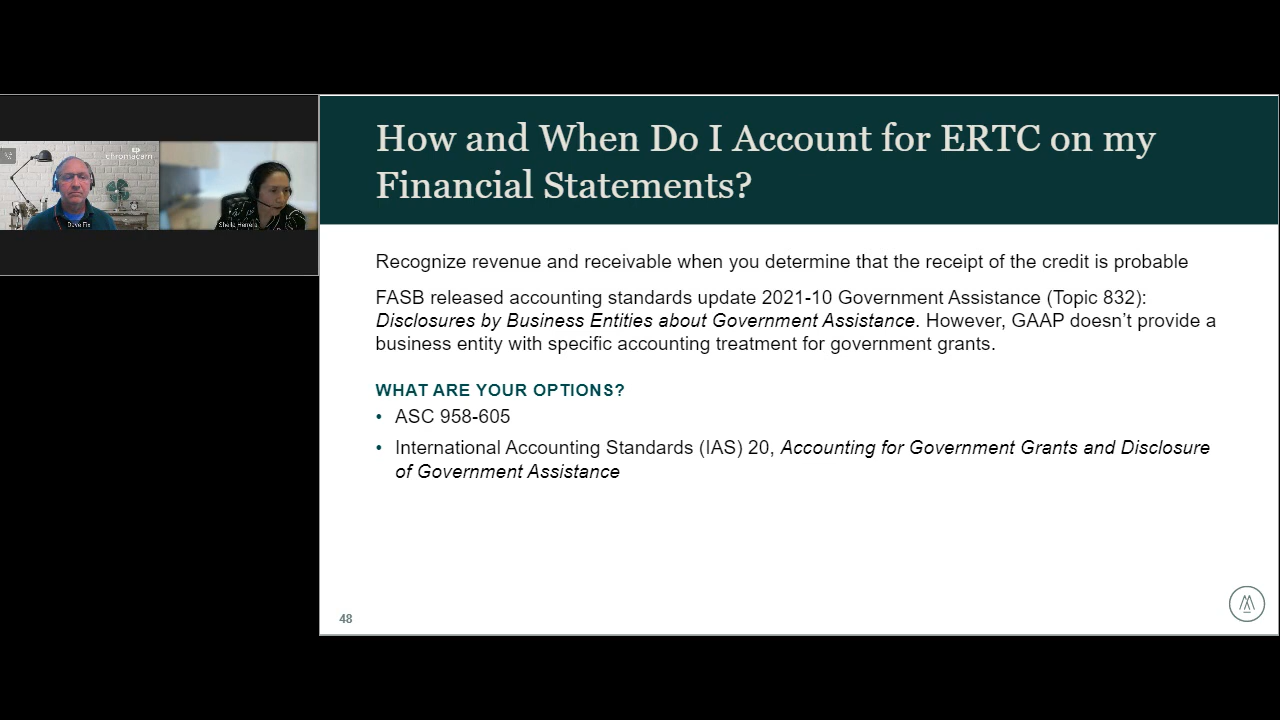 chromacam
Dave Fix
Sheila Herrera
How and When Do I Account for ERTC on my
Financial Statements?
Recognize revenue and receivable when you determine that the receipt of the credit is probable
FASB released accounting standards update 2021-10 Government Assistance (Topic 832):
Disclosures by Business Entities about Government Assistance. However, GAAP doesn’t provide a
business entity with specific accounting treatment for government grants.
WHAT ARE YOUR OPTIONS?
• ASC 958-605
• International Accounting Standards (IAS) 20, Accounting for Government Grants and Disclosure
of Government Assistance
48